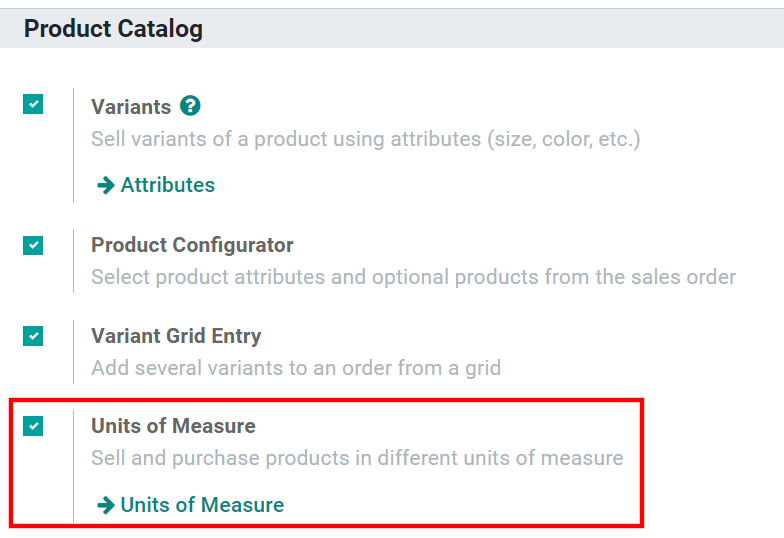 Product Catalog
Variants ?
Sell variants of a product using attributes (size, color, etc.)
Attributes
Product Configurator
Select product attributes and optional products from the sales order
Variant Grid Entry
Add several variants to an order from a grid
Units of Measure
Sell and purchase products in different units of measure
Units of Measure